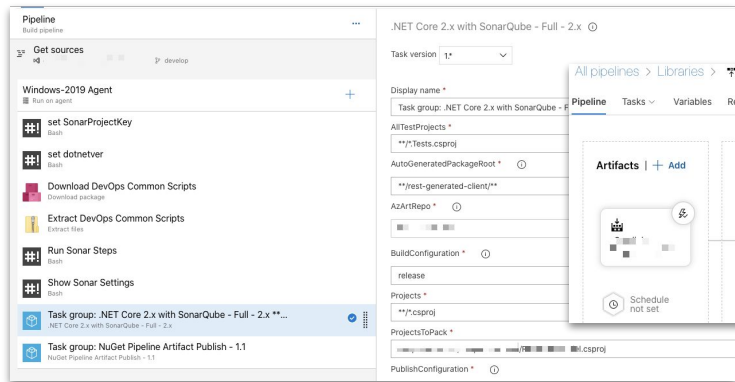 Pipeline
Build pipeline
...
Get sources
develop
Windows-2019 Agent
Run on agent
set SonarProjectKey
Bash
set dotnetver
Bash
Download DevOps Common Scripts
Download package
Extract DevOps Common Scripts
Extract files
Run Sonar Steps
Bash
Show Sonar Settings
Bash
Task group: .NET Core 2.x with SonarQube - Full - 2.x **...
.NET Core 2.x with SonarQube - Full - 2.x
Task group: NuGet Pipeline Artifact Publish - 1.1
NuGet Pipeline Artifact Publish - 1.1
.NET Core 2.x with SonarQube - Full - 2.x
Task version 1.*
Display name *
Task group: .NET Core 2.x with SonarQube - F
AllTestProjects *
**/*.Tests.csproj
AutoGeneratedPackageRoot *
**/rest-generated-client/**
AzArtRepo *
BuildConfiguration *
release
Projects *
**/*.csproj
ProjectsToPack *
el.csproj
PublishConfiguration *
All pipelines > Libraries >
Pipeline Tasks Variables Re
Artifacts | + Add
Schedule
not set